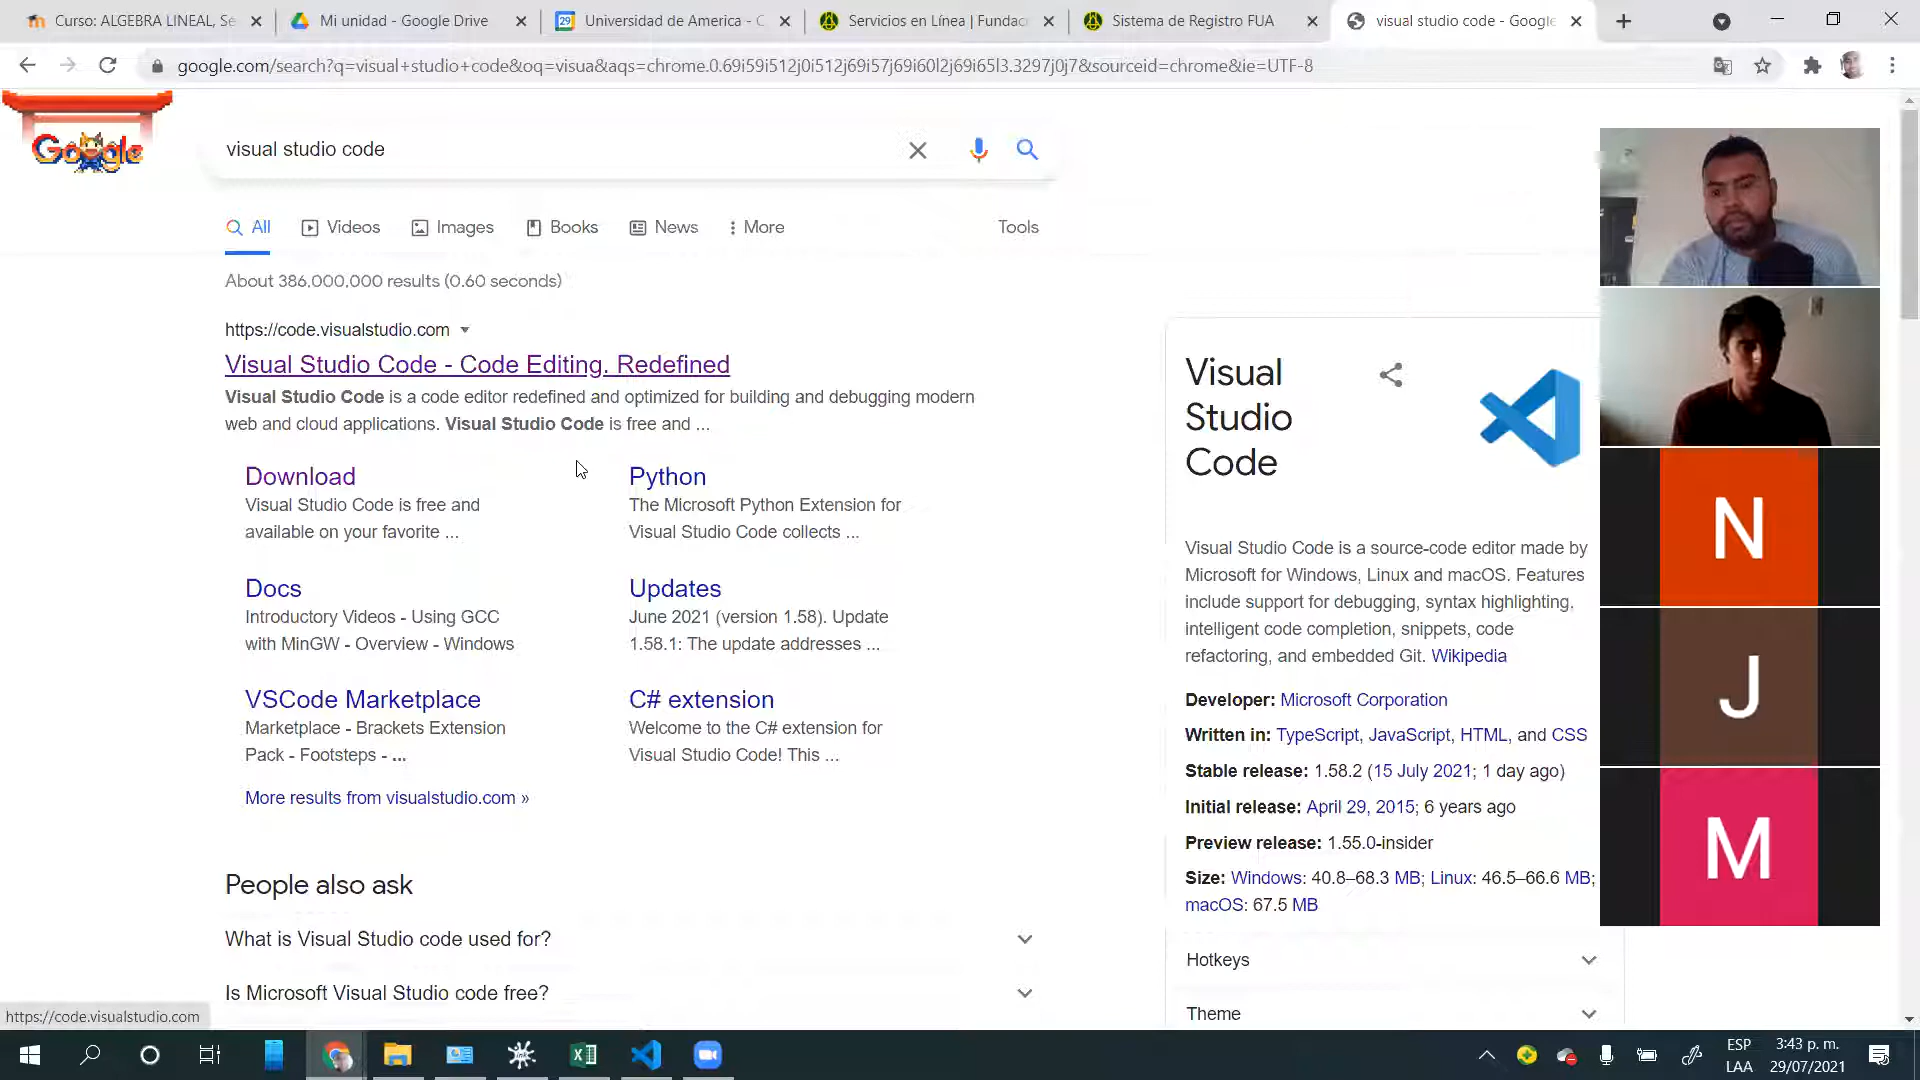 Curso: ALGEBRA LINEAL, Se
Mi unidad - Google Drive
Universidad de America - C
Servicios en Línea | Fundac
Sistema de Registro FUA
visual studio code - Google
google.com/search?q=visual+studio+code&oq=visua&aqs=chrome.0.69i59i512j0i512j69i57j69i60l2j69i65l3.3297j0j7&sourceid=chrome&ie=UTF-8
Google
visual studio code
All
Videos
Images
Books
News
More
Tools
About 386,000,000 results (0.60 seconds)
https://code.visualstudio.com
Visual Studio Code - Code Editing. Redefined
Visual Studio Code is a code editor redefined and optimized for building and debugging modern
web and cloud applications. Visual Studio Code is free and ...
Download
Visual Studio Code is free and
available on your favorite ...
Python
The Microsoft Python Extension for
Visual Studio Code collects ...
Docs
Introductory Videos - Using GCC
with MinGW - Overview - Windows
Updates
June 2021 (version 1.58). Update
1.58.1: The update addresses ...
VSCode Marketplace
Marketplace - Brackets Extension
Pack - Footsteps - ...
C# extension
Welcome to the C# extension for
Visual Studio Code! This ...
More results from visualstudio.com »
People also ask
What is Visual Studio code used for?
Is Microsoft Visual Studio code free?
Visual
Studio
Code
Visual Studio Code is a source-code editor made by
Microsoft for Windows, Linux and macOS. Features
include support for debugging, syntax highlighting,
intelligent code completion, snippets, code
refactoring, and embedded Git. Wikipedia
Developer: Microsoft Corporation
Written in: TypeScript, JavaScript, HTML, and CSS
Stable release: 1.58.2 (15 July 2021; 1 day ago)
Initial release: April 29, 2015; 6 years ago
Preview release: 1.55.0-insider
Size: Windows: 40.8–68.3 MB; Linux: 46.5–66.6 MB;
macOS: 67.5 MB
Hotkeys
Theme
N
J
M
https://code.visualstudio.com
ESP
LAA
3:43 p. m.
29/07/2021